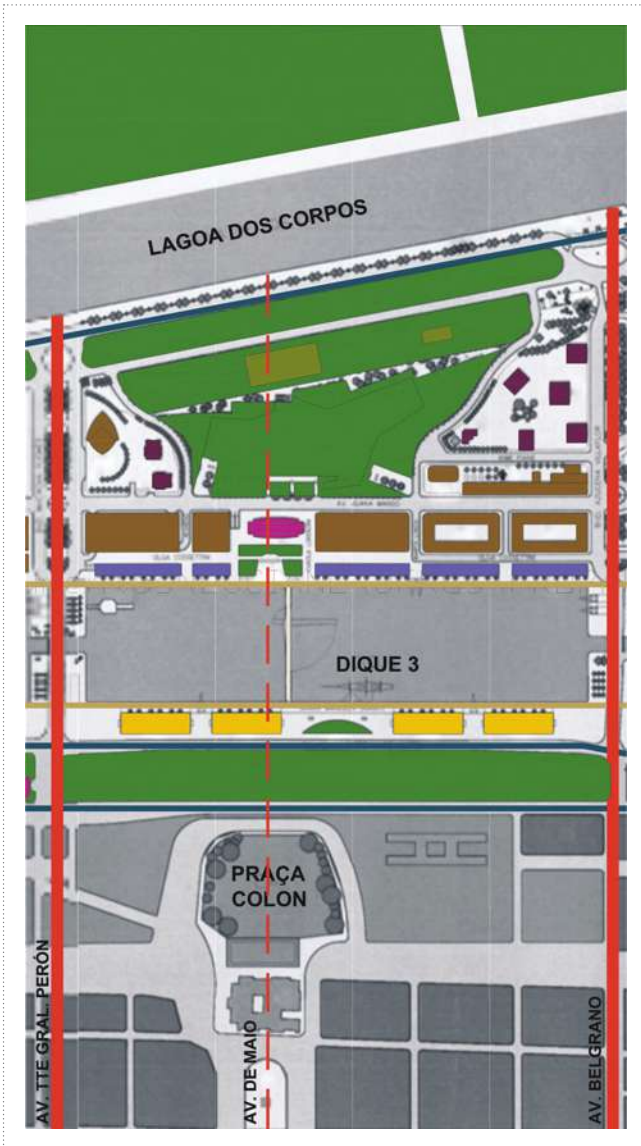 LAGOA DOS CORPOS
DIQUE 3
PRAÇA
COLON
AV. TTE GRAL. PERÓN
AV. DE MAIO
AV. BELGRANO